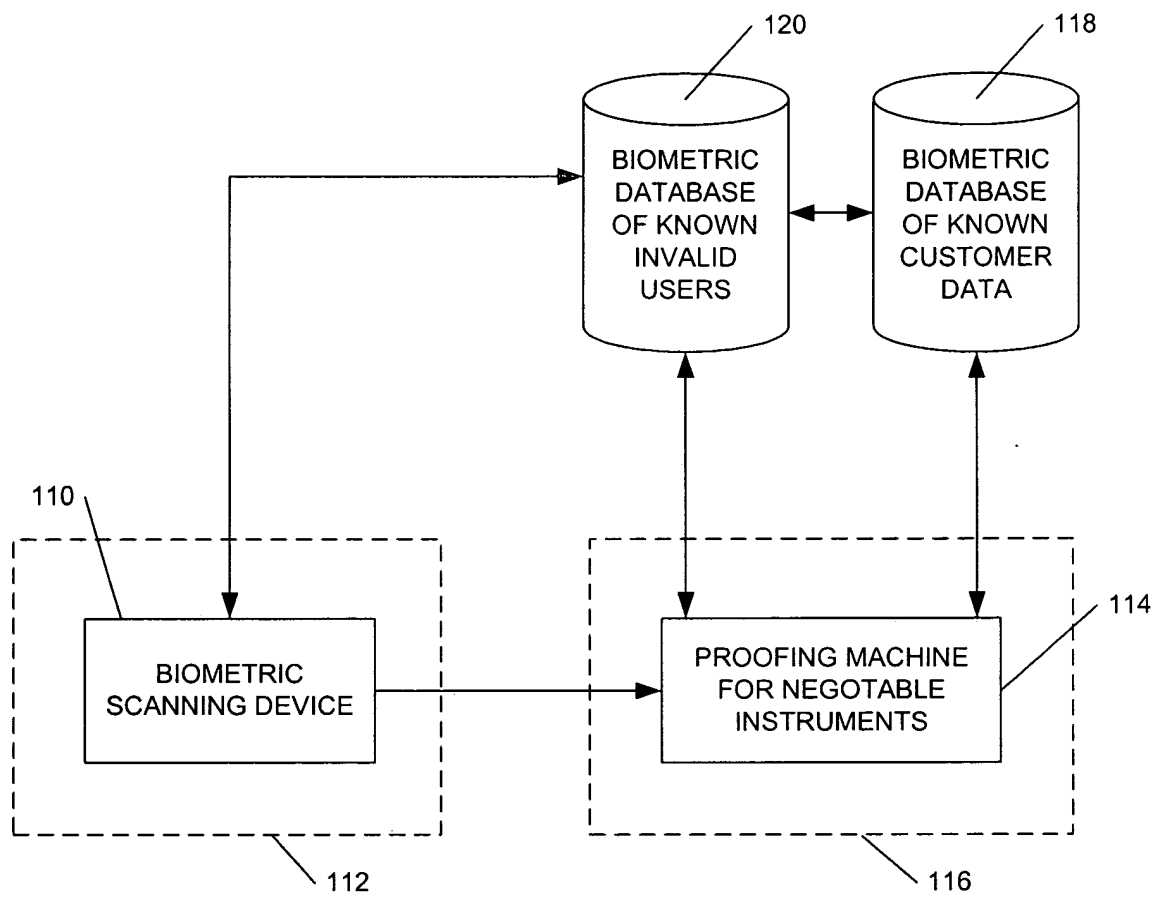 120
118
BIOMETRIC
DATABASE
OF KNOWN
INVALID
USERS
BIOMETRIC
DATABASE
OF KNOWN
CUSTOMER
DATA
110
BIOMETRIC
SCANNING DEVICE
PROOFING MACHINE
FOR NEGOTABLE
INSTRUMENTS
114
112
116